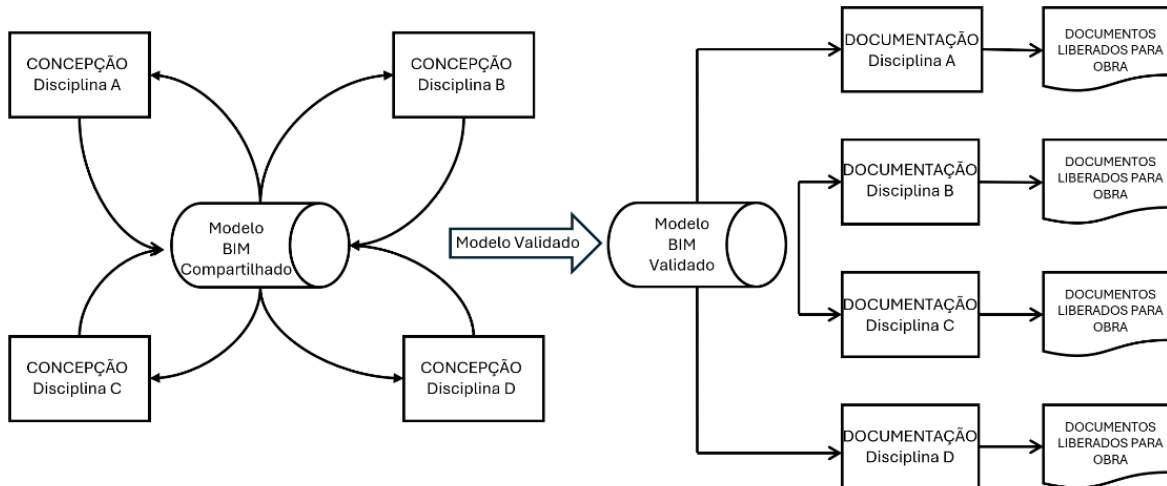 CONCEPÇÃO
Disciplina A
CONCEPÇÃO
Disciplina B
Modelo
BIM
Compartilhado
CONCEPÇÃO
Disciplina C
CONCEPÇÃO
Disciplina D
Modelo Validado
Modelo
BIM
Validado
DOCUMENTAÇÃO
Disciplina A
DOCUMENTOS
LIBERADOS PARA
OBRA
DOCUMENTAÇÃO
Disciplina B
DOCUMENTOS
LIBERADOS PARA
OBRA
DOCUMENTAÇÃO
Disciplina C
DOCUMENTOS
LIBERADOS PARA
OBRA
DOCUMENTAÇÃO
Disciplina D
DOCUMENTOS
LIBERADOS PARA
OBRA